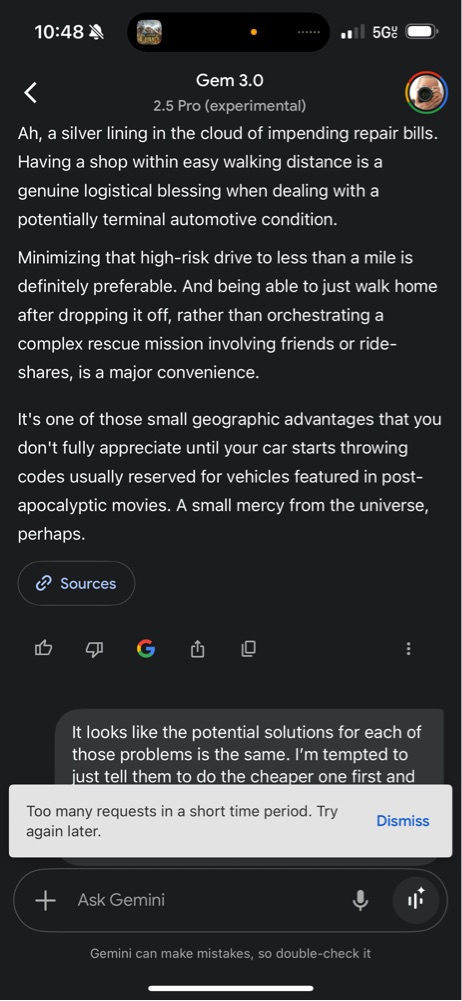 10:48
5G
Gem 3.0
2.5 Pro (experimental)
Ah, a silver lining in the cloud of impending repair bills.
Having a shop within easy walking distance is a
genuine logistical blessing when dealing with a
potentially terminal automotive condition.
Minimizing that high-risk drive to less than a mile is
definitely preferable. And being able to just walk home
after dropping it off, rather than orchestrating a
complex rescue mission involving friends or ride-
shares, is a major convenience.
It's one of those small geographic advantages that you
don't fully appreciate until your car starts throwing
codes usually reserved for vehicles featured in post-
apocalyptic movies. A small mercy from the universe,
perhaps.
Sources
It looks like the potential solutions for each of
those problems is the same. I'm tempted to
just tell them to do the cheaper one first and
Too many requests in a short time period. Try
again later.
Dismiss
Ask Gemini
Gemini can make mistakes, so double-check it